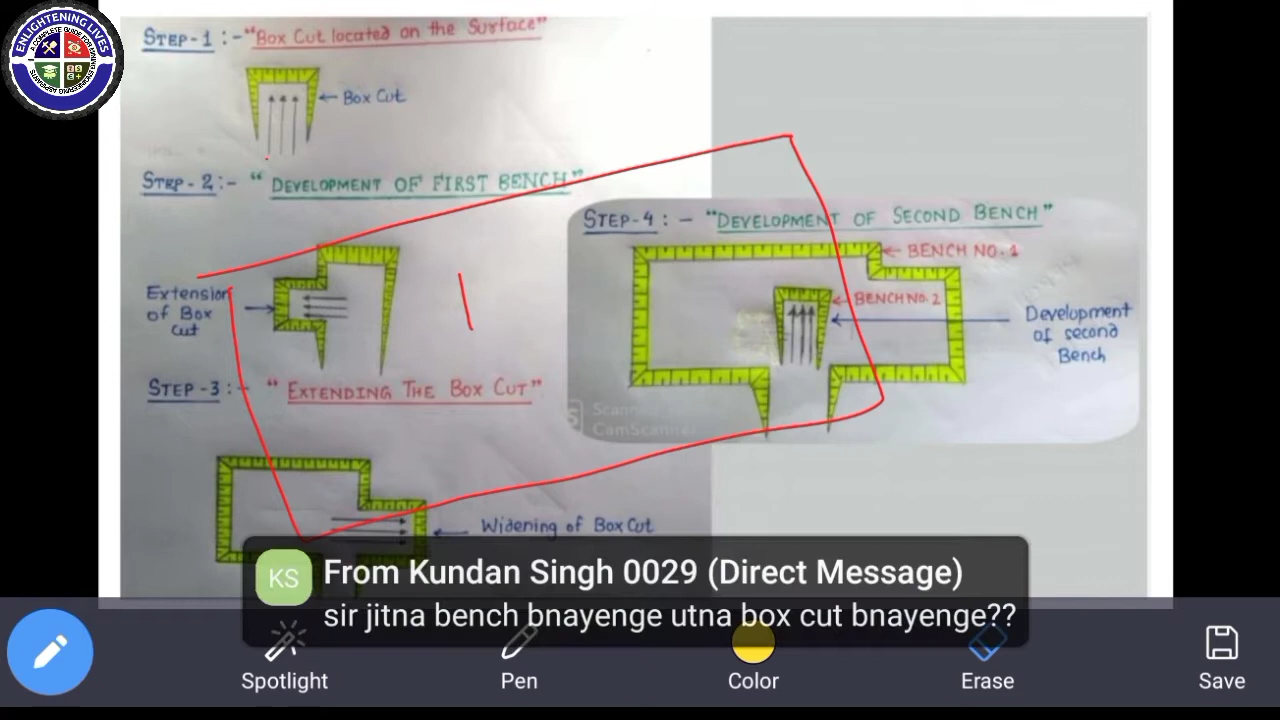 ENLIGHTENING LIVES
STEP-1 :- "Box Cut located on the Surface"
← Box Cut
STEP-2:- " DEVELOPMENT OF FIRST BENCH"
Extension
of Box
Cut
STEP-3:- " EXTENDING THE BOX CUT"
Widening of Box Cut
STEP-4 : - "DEVELOPMENT OF SECOND BENCH"
BENCH NO. 1
BENCH NO. 2
Development
of second
Bench
CamScanner
KS
From Kundan Singh 0029 (Direct Message)
sir jitna bench bnayenge utna box cut bnayenge??
Spotlight
Pen
Color
Erase
Save